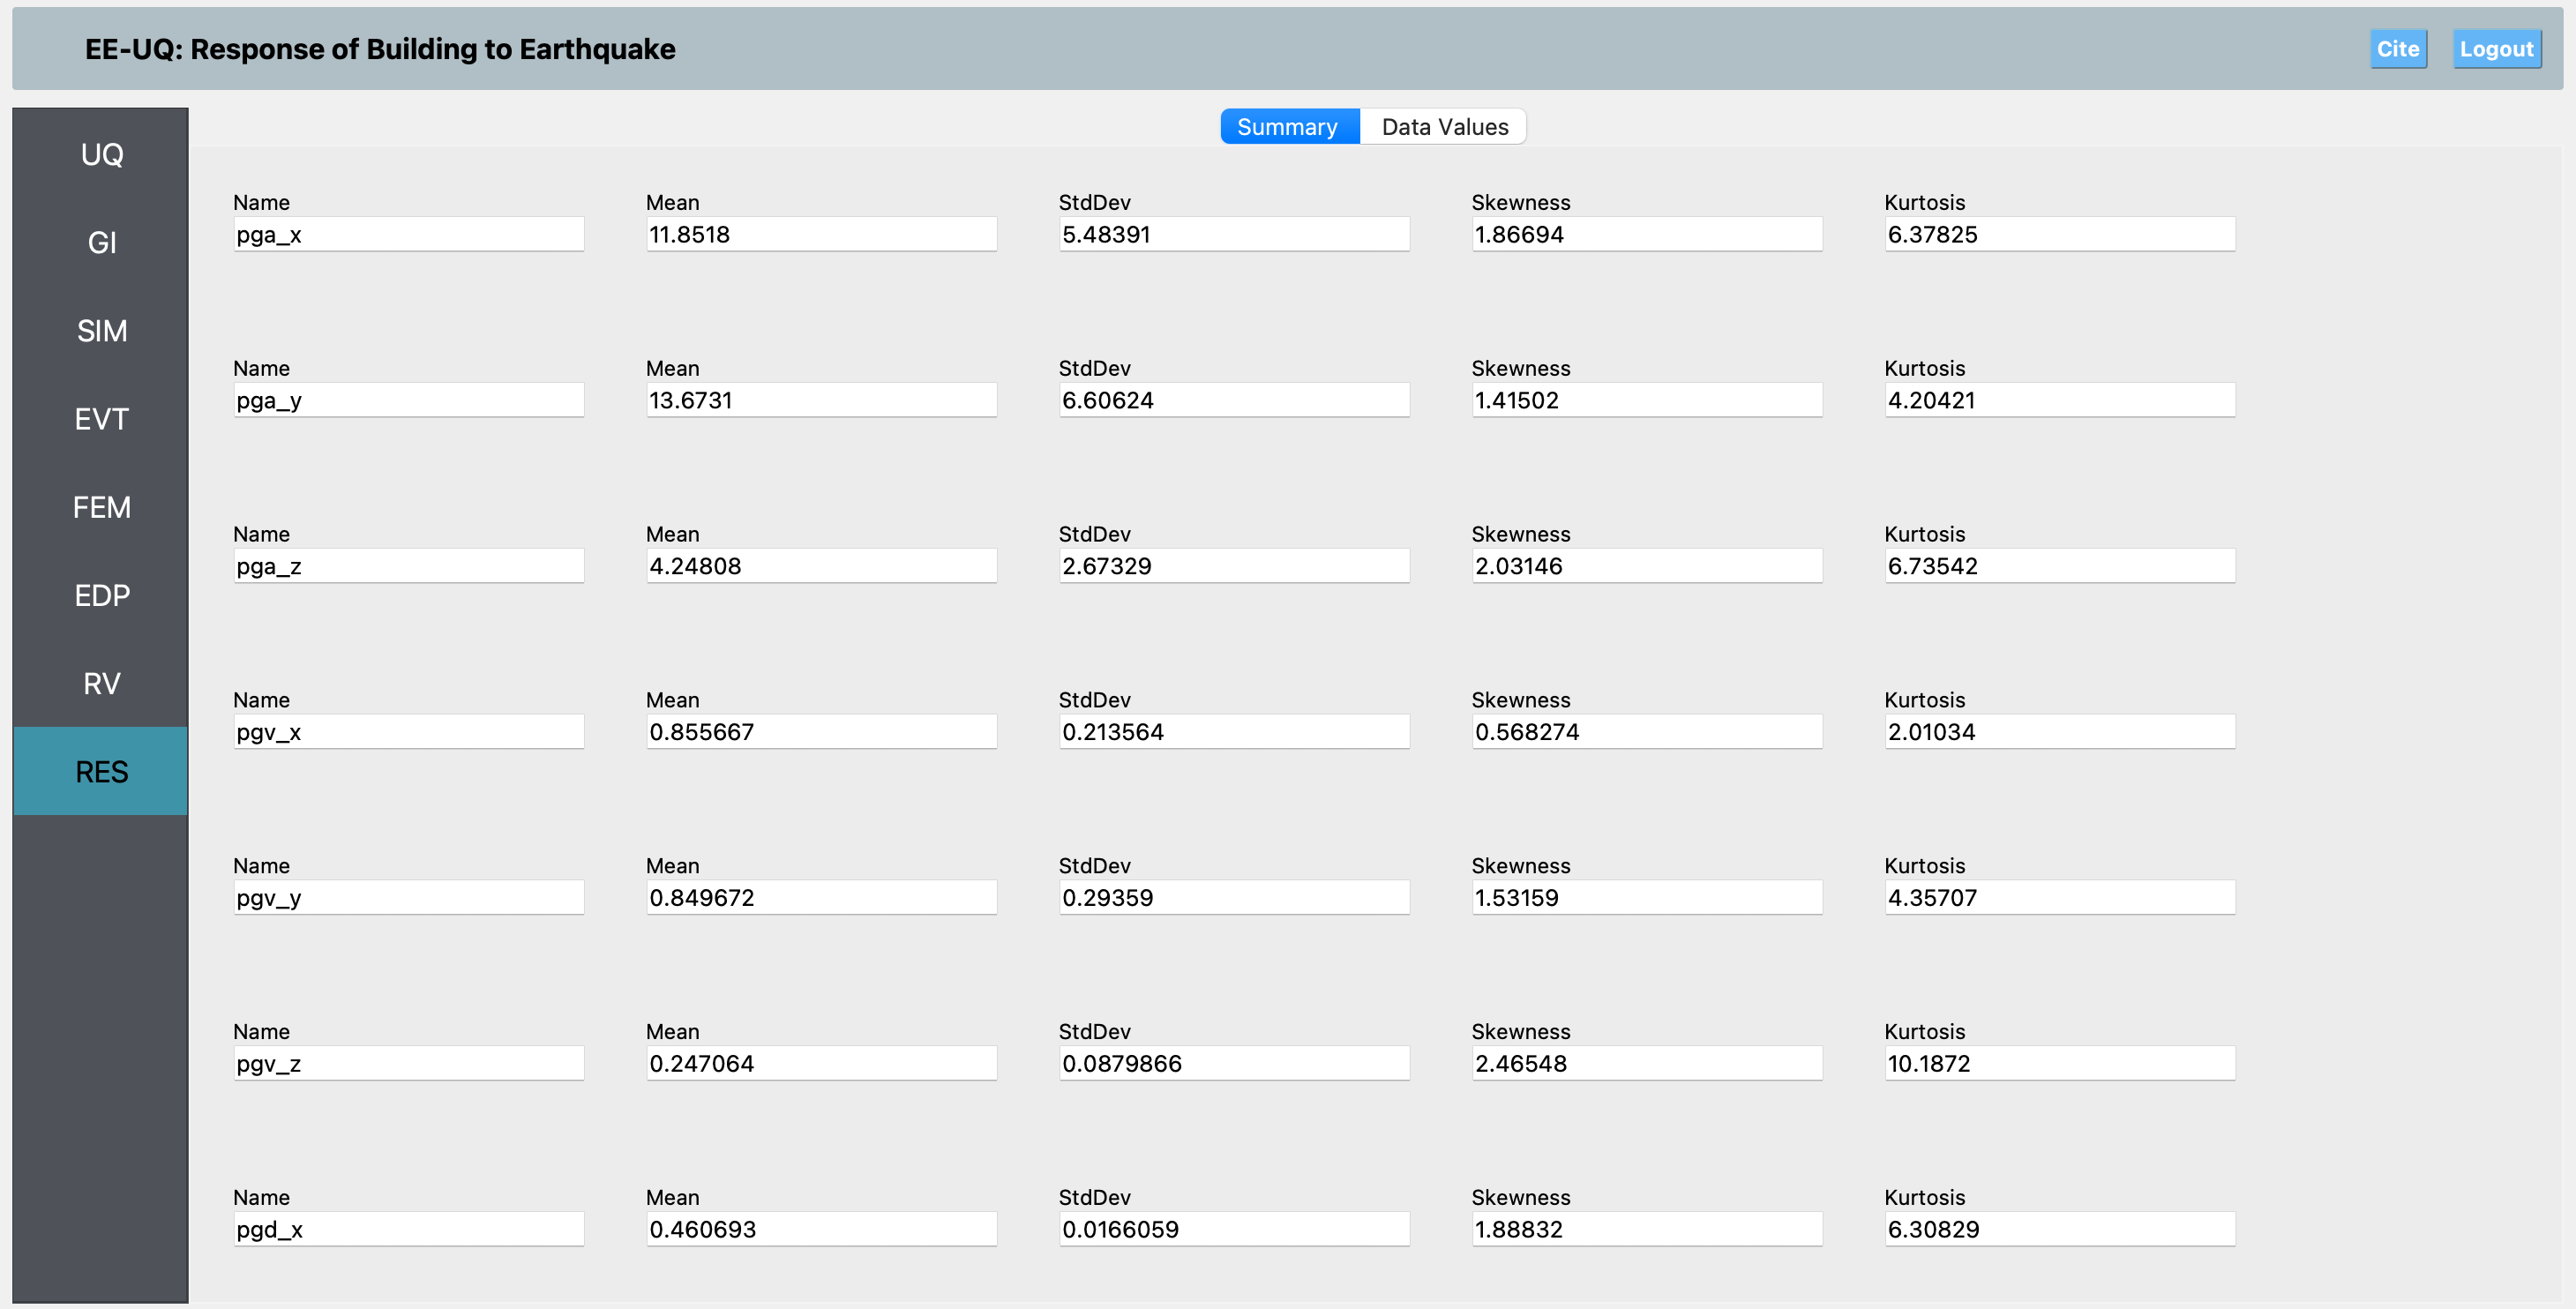 EE-UQ: Response of Building to Earthquake Cite Logout
Summary Data Values
UQ
GI
SIM
EVT
FEM
EDP
RV
RES
Name Mean StdDev Skewness Kurtosis
pga_x 11.8518 5.48391 1.86694 6.37825
Name Mean StdDev Skewness Kurtosis
pga_y 13.6731 6.60624 1.41502 4.20421
Name Mean StdDev Skewness Kurtosis
pga_z 4.24808 2.67329 2.03146 6.73542
Name Mean StdDev Skewness Kurtosis
pgv_x 0.855667 0.213564 0.568274 2.01034
Name Mean StdDev Skewness Kurtosis
pgv_y 0.849672 0.29359 1.53159 4.35707
Name Mean StdDev Skewness Kurtosis
pgv_z 0.247064 0.0879866 2.46548 10.1872
Name Mean StdDev Skewness Kurtosis
pgd_x 0.460693 0.0166059 1.88832 6.30829